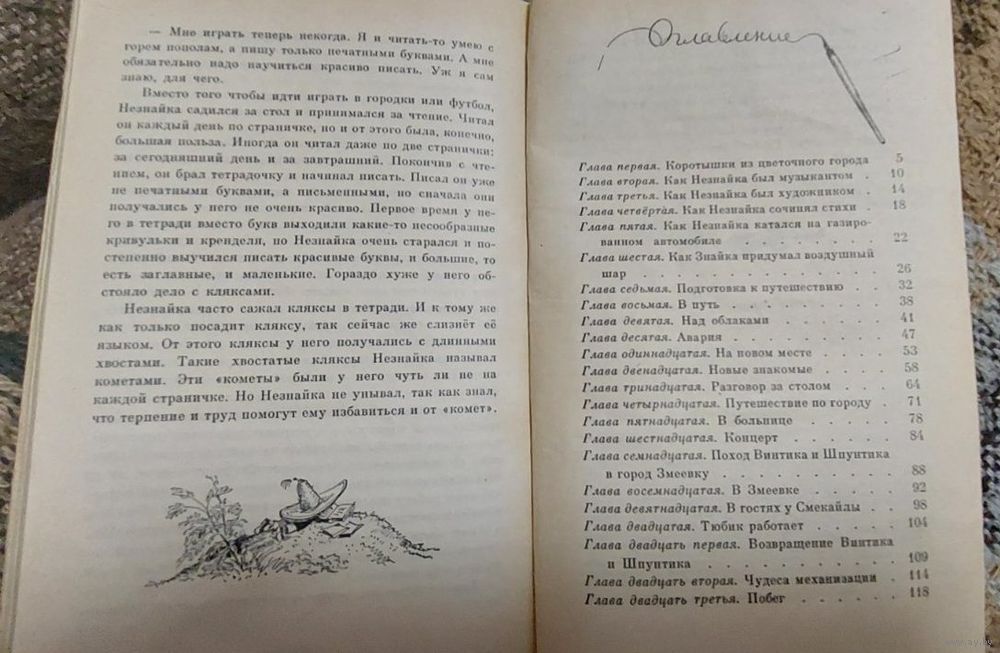 — Мне играть теперь некогда. Я и читать-то умею с
горем пополам, а пишу только печатными буквами. А мне
обязательно надо научиться красиво писать. Уж я сам
знаю, для чего.
Вместо того чтобы идти играть в городки или футбол,
Незнайка садился за стол и принимался за чтение. Читал
он каждый день по страничке, но и от этого была, конечно,
большая польза. Иногда он читал даже по две странички:
за сегодняшний день и за завтрашний. Покончив с чте-
нием, он брал тетрадочку и начинал писать. Писал он уже
не печатными буквами, а письменными, но сначала они
получались у него не очень красиво. Первое время у не-
го в тетради вместо букв выходили какие-то несообразные
кривульки и кренделя, но Незнайка очень старался и по-
степенно выучился писать красивые буквы, и большие, то
есть заглавные, и маленькие. Гораздо хуже у него об-
стояло дело с кляксами.
Незнайка часто сажал кляксы в тетради. И к тому же
как только посадит кляксу, так сейчас же слизнёт её
языком. От этого кляксы у него получались с длинными
хвостами. Такие хвостатые кляксы Незнайка называл
кометами. Эти «кометы» были у него чуть ли не на
каждой страничке. Но Незнайка не унывал, так как знал,
что терпение и труд помогут ему избавиться и от «комет».
Оглавление
Глава первая. Коротышки из цветочного города 5
Глава вторая. Как Незнайка был музыкантом . 10
Глава третья. Как Незнайка был художником . 14
Глава четвёртая. Как Незнайка сочинял стихи . 18
Глава пятая. Как Незнайка катался на газиро-
ванном автомобиле . . . . . . . 22
Глава шестая. Как Знайка придумал воздушный
шар . . . . . . . . . . . . . 26
Глава седьмая. Подготовка к путешествию . . 32
Глава восьмая. В путь . . . . . . . . 38
Глава девятая. Над облаками . . . . . . 41
Глава десятая. Авария . . . . . . . . 47
Глава одиннадцатая. На новом месте . . . . 53
Глава двенадцатая. Новые знакомые . . . . 58
Глава тринадцатая. Разговор за столом . . . 64
Глава четырнадцатая. Путешествие по городу . 71
Глава пятнадцатая. В больнице . . . . . 78
Глава шестнадцатая. Концерт . . . . . . 84
Глава семнадцатая. Поход Винтика и Шпунтика
в город Змеевку . . . . . . . . 88
Глава восемнадцатая. В Змеевке . . . . . 92
Глава девятнадцатая. В гостях у Смекайлы . . 98
Глава двадцатая. Тюбик работает . . . . . 104
Глава двадцать первая. Возвращение Винтика
и Шпунтика . . . . . . . . . 109
Глава двадцать вторая. Чудеса механизации . 114
Глава двадцать третья. Побег . . . . . . 118